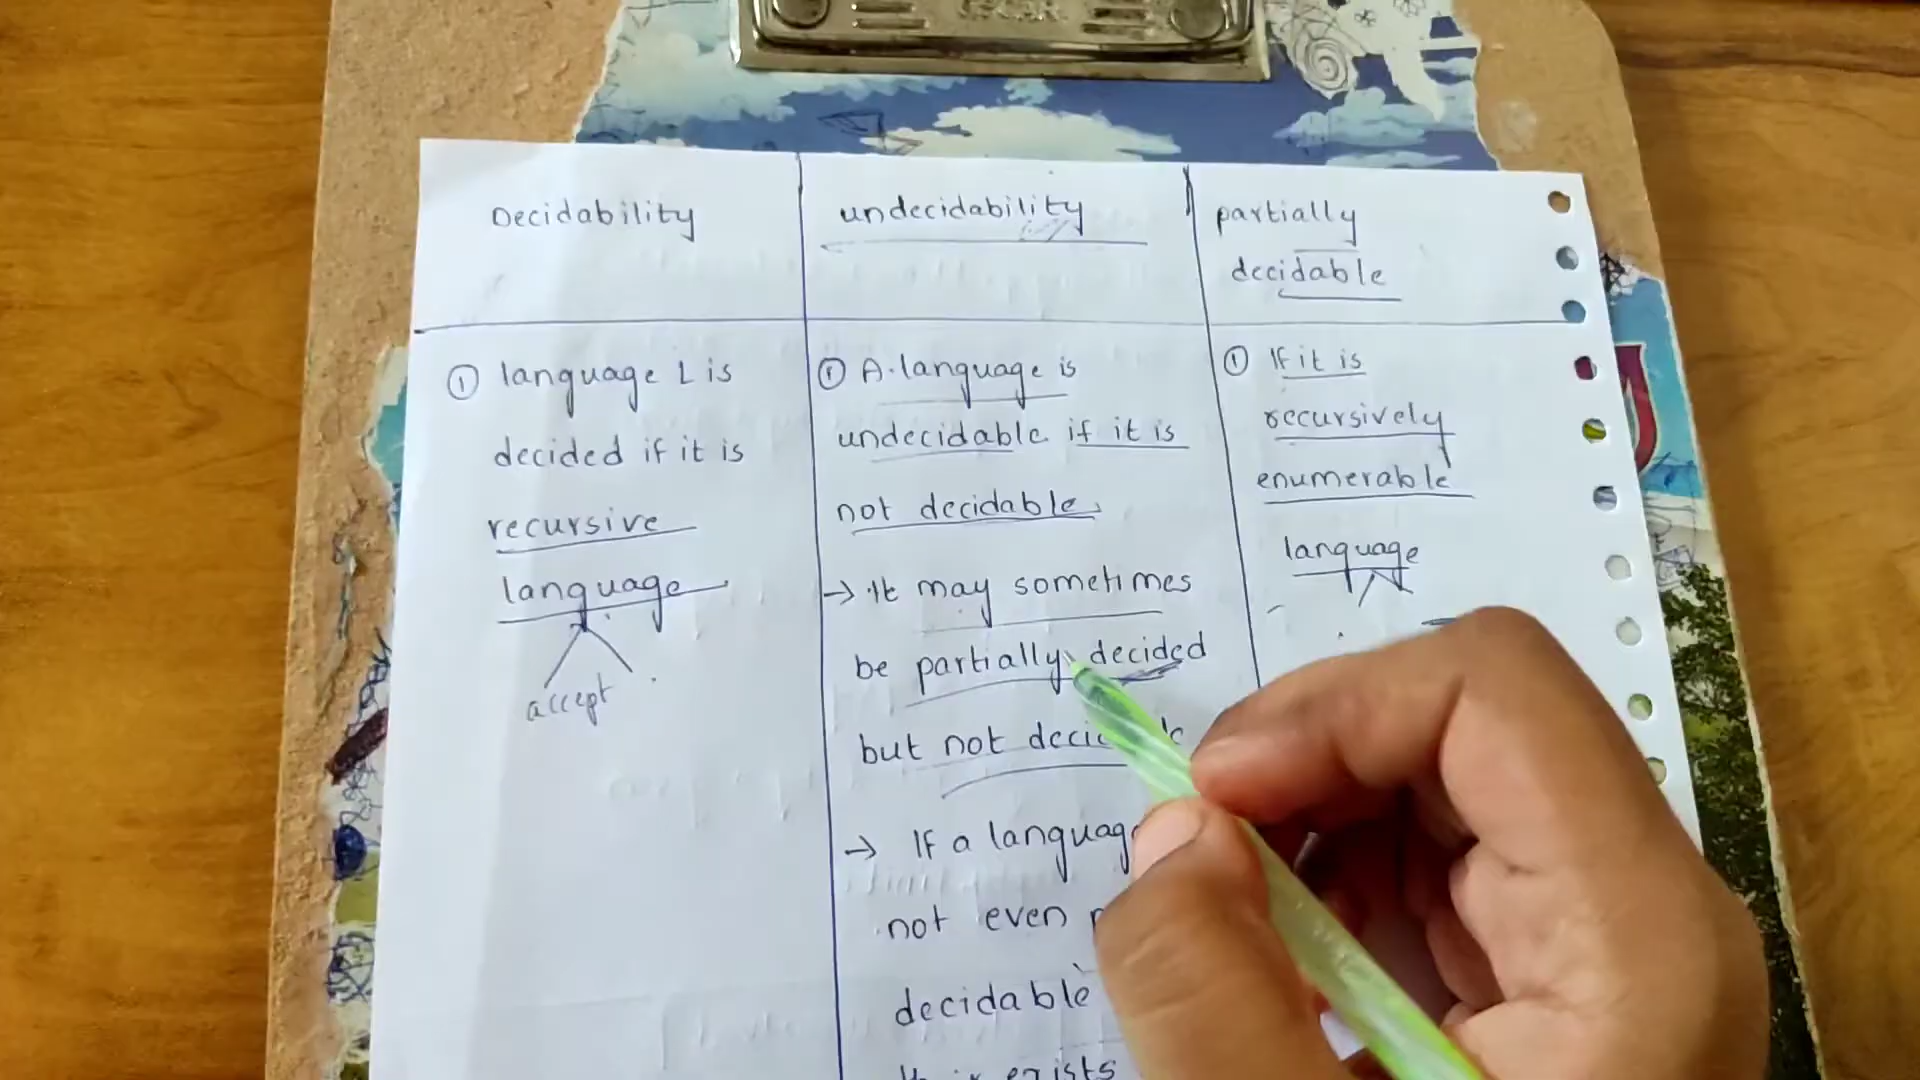 Decidability
undecidability
partially
decidable
① language L is
decided if it is
recursive
language
accept
① A language is
undecidable if it is
not decidable.
→ It may sometimes
be partially decided
but not
→ If a language
not even
decidable
exists
① If it is
recursively
enumerable
language